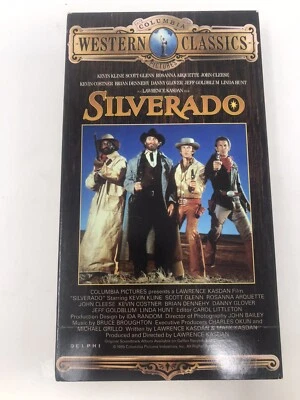 COLUMBIA
WESTERN CLASSICS
PICTURES
KEVIN KLINE SCOTT GLENN ROSANNA ARQUETTE JOHN CLEESE
KEVIN COSTNER BRIAN DENNEHY DANNY GLOVER JEFF GOLDBLUM LINDA HUNT
LAWRENCE KASDAN
SILVERADO
COLUMBIA PICTURES presents a LAWRENCE KASDAN Film
"SILVERADO" Starring KEVIN KLINE SCOTT GLENN ROSANNA ARQUETTE
JOHN CLEESE KEVIN COSTNER BRIAN DENNEHY DANNY GLOVER
JEFF GOLDBLUM LINDA HUNT. Editor CAROL LITTLETON
Production Design by IDA RANDOM Director of Photography JOHN BAILEY
Music by BRUCE BROUGHTON Executive Producers CHARLES OKUN and
MICHAEL GRILLO Written by LAWRENCE KASDAN & MARK KASDAN
Produced and Directed by
LAWRENCE KASDAN
DELPHI